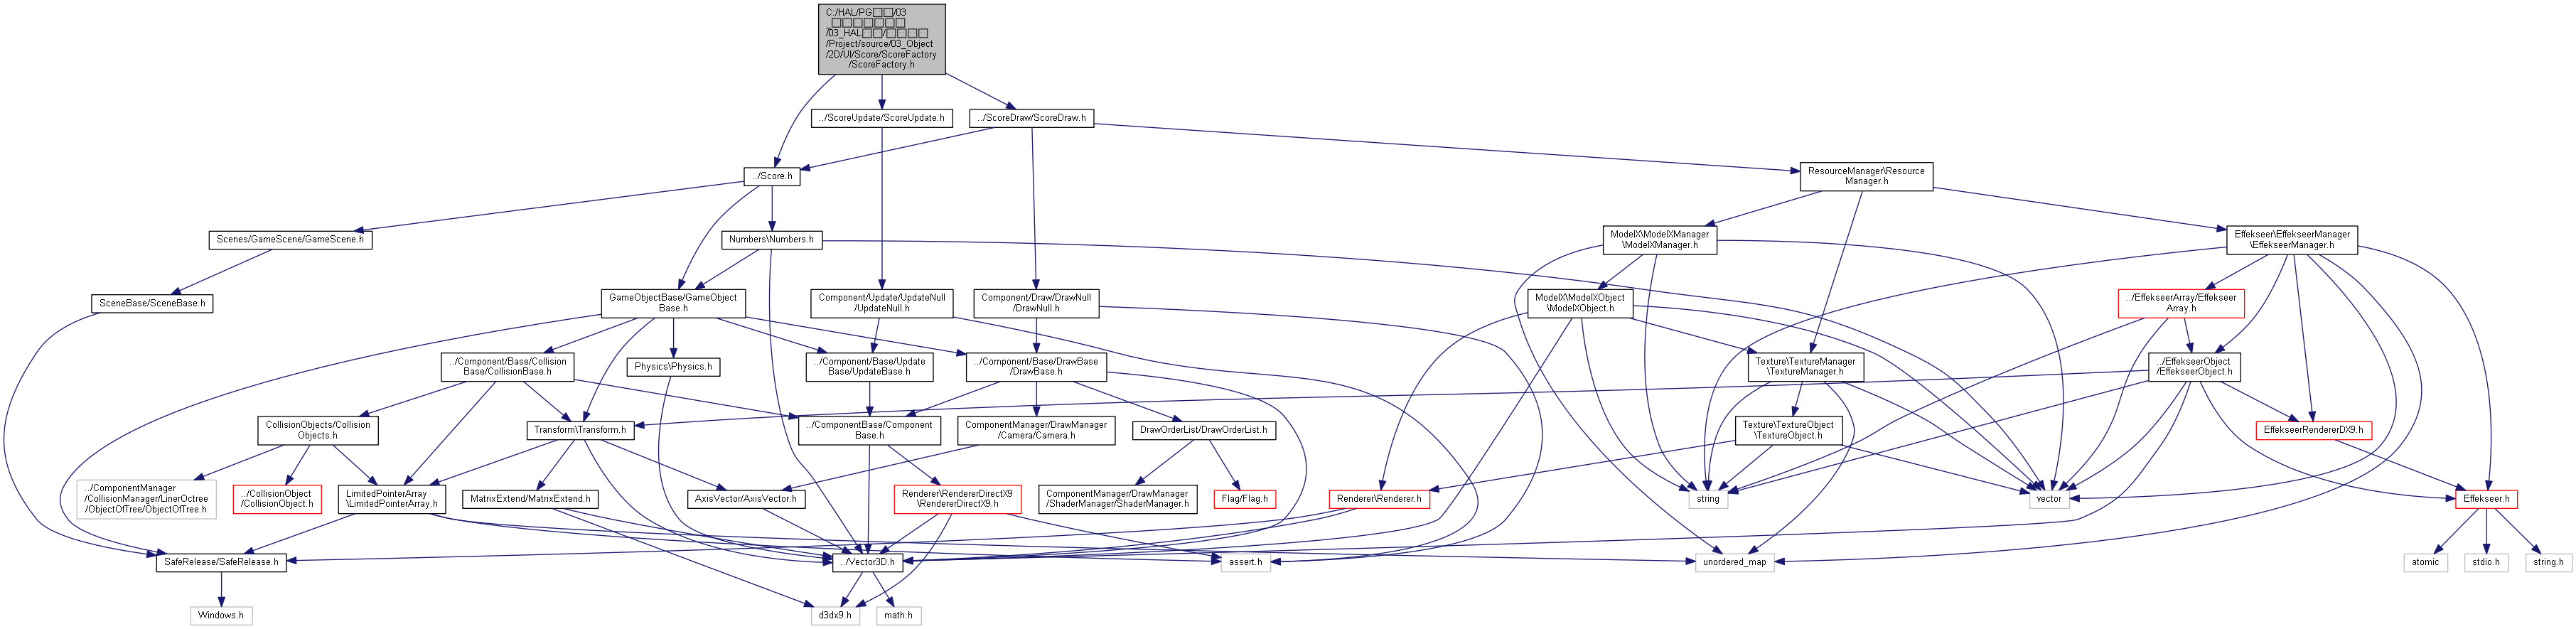 C:/HAL/PG□□/03
_□□□□□□□
/03_HAL□□/□□□□
/Project/source/03_Object
/2D/UI/Score/ScoreFactory
/ScoreFactory.h
../ScoreUpdate/ScoreUpdate.h
../ScoreDraw/ScoreDraw.h
../Score.h
ResourceManager\Resource
Manager.h
Scenes/GameScene/GameScene.h
Numbers\Numbers.h
ModelX\ModelXManager
\ModelXManager.h
Effekseer\EffekseerManager
\EffekseerManager.h
SceneBase/SceneBase.h
GameObjectBase/GameObject
Base.h
Component/Update/UpdateNull
/UpdateNull.h
Component/Draw/DrawNull
/DrawNull.h
ModelX\ModelXObject
\ModelXObject.h
../EffekseerArray/Effekseer
Array.h
../Component/Base/Collision
Base/CollisionBase.h
Physics\Physics.h
../Component/Base/Update
Base/UpdateBase.h
../Component/Base/DrawBase
/DrawBase.h
Texture\TextureManager
\TextureManager.h
../EffekseerObject
/EffekseerObject.h
CollisionObjects/Collision
Objects.h
Transform\Transform.h
../ComponentBase/Component
Base.h
ComponentManager/DrawManager
/Camera/Camera.h
DrawOrderList/DrawOrderList.h
Texture\TextureObject
\TextureObject.h
EffekseerRendererDX9.h
../ComponentManager
/CollisionManager/LinerOctree
/ObjectOfTree/ObjectOfTree.h
../CollisionObject
/CollisionObject.h
LimitedPointerArray
\LimitedPointerArray.h
MatrixExtend/MatrixExtend.h
AxisVector/AxisVector.h
Renderer\RendererDirectX9
\RendererDirectX9.h
ComponentManager/DrawManager
/ShaderManager/ShaderManager.h
Flag/Flag.h
Renderer\Renderer.h
string
vector
Effekseer.h
SafeRelease/SafeRelease.h
../Vector3D.h
assert.h
unordered_map
atomic
stdio.h
string.h
Windows.h
d3dx9.h
math.h